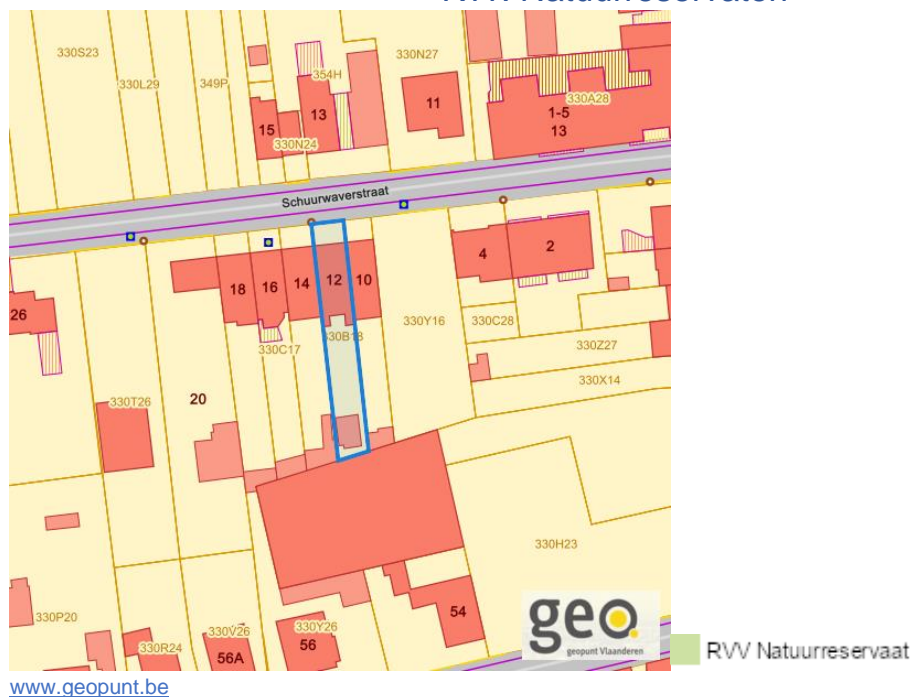 330S23
330L29
349P
354H
330N27
330A28
15
13
330N24
11
1-5
13
Schuurwaverstraat
26
18
16
14
12
10
4
2
330C17
330Y16
330C28
330Z27
330X14
330T26
20
330H23
330P20
330R24
330V26
56A
330Y26
56
54
geo.
geopunt Vlaanderen
RVV Natuurreservaat
www.geopunt.be